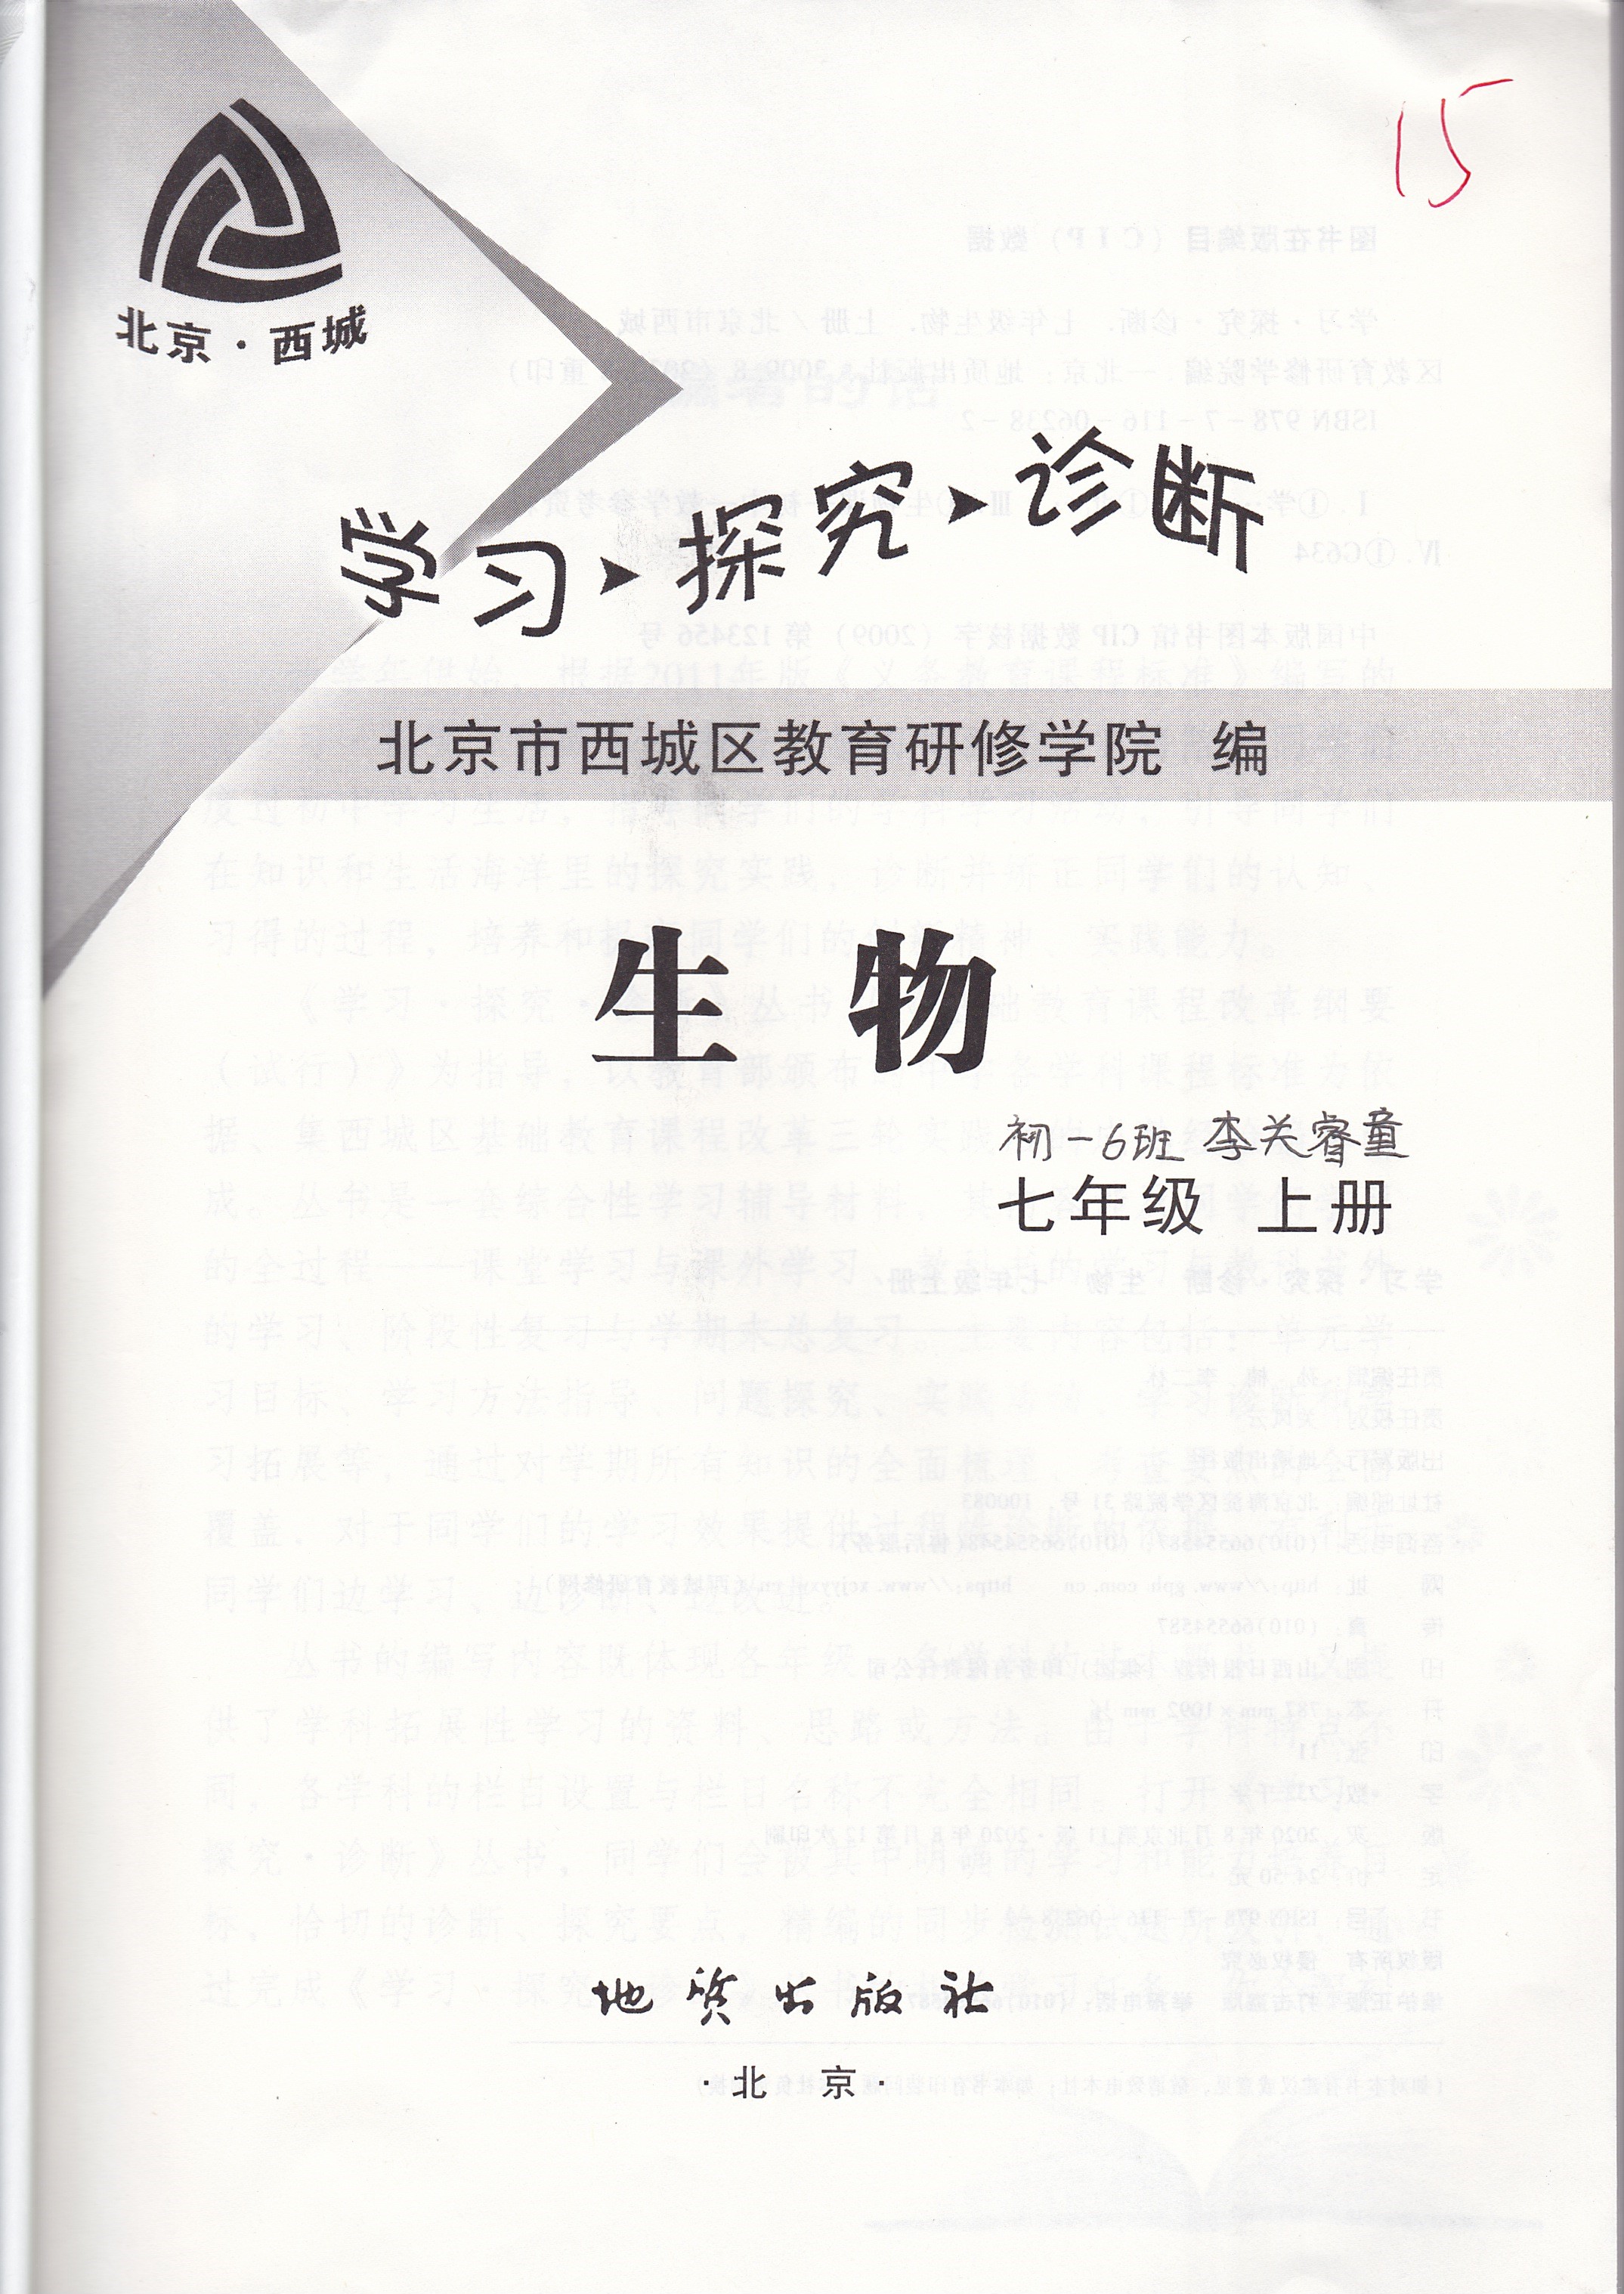 15
北京·西城
学习▸探究▸诊断
北京市西城区教育研修学院 编
生物
初一6班 李关睿童
七年级 上册
地质出版社
·北京·